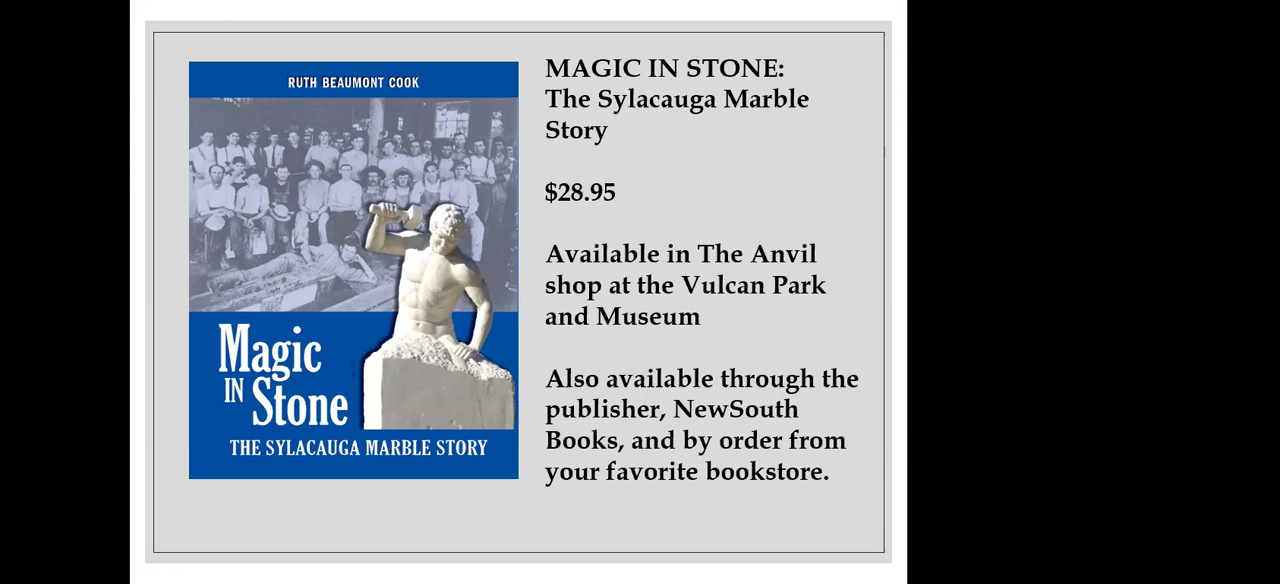 RUTH BEAUMONT COOK
Magic
IN
Stone
THE SYLACAUGA MARBLE STORY
MAGIC IN STONE:
The Sylacauga Marble
Story
$28.95
Available in The Anvil
shop at the Vulcan Park
and Museum
Also available through the
publisher, NewSouth
Books, and by order from
your favorite bookstore.